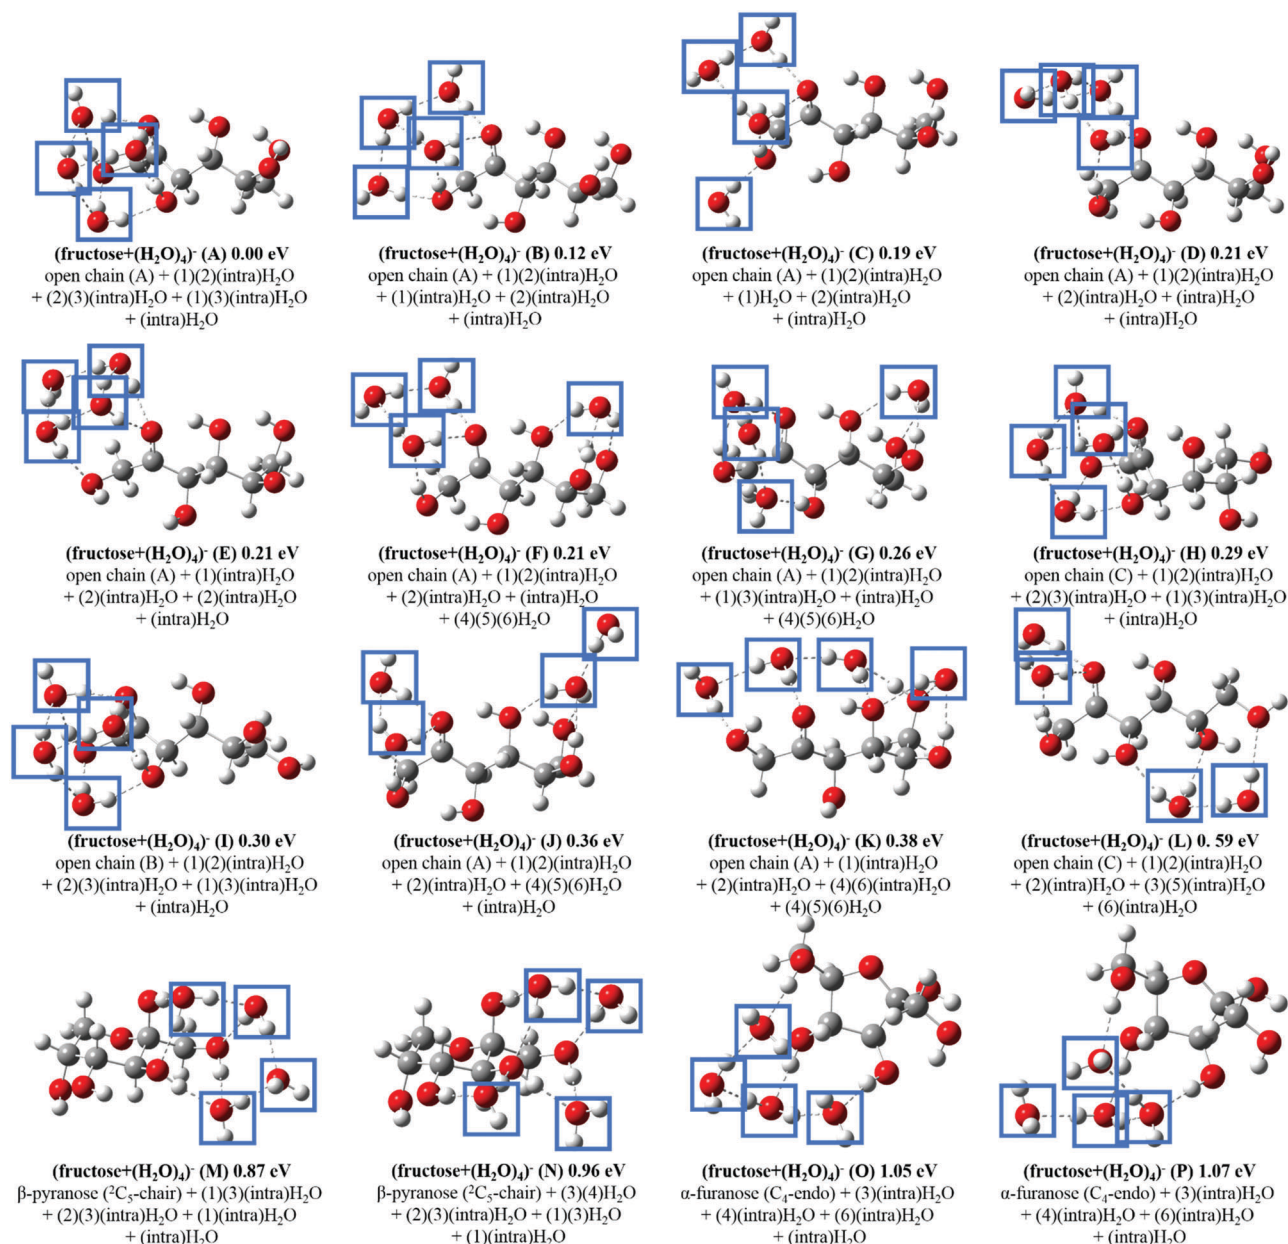 (fructose+(H₂O)₄)⁻ (A) 0.00 eV
open chain (A) + (1)(2)(intra)H₂O
+ (2)(3)(intra)H₂O + (1)(3)(intra)H₂O
+ (intra)H₂O
(fructose+(H₂O)₄)⁻ (B) 0.12 eV
open chain (A) + (1)(2)(intra)H₂O
+ (1)(intra)H₂O + (2)(intra)H₂O
+ (intra)H₂O
(fructose+(H₂O)₄)⁻ (C) 0.19 eV
open chain (A) + (1)(2)(intra)H₂O
+ (1)H₂O + (2)(intra)H₂O
+ (intra)H₂O
(fructose+(H₂O)₄)⁻ (D) 0.21 eV
open chain (A) + (1)(2)(intra)H₂O
+ (2)(intra)H₂O + (intra)H₂O
+ (intra)H₂O
(fructose+(H₂O)₄)⁻ (E) 0.21 eV
open chain (A) + (1)(intra)H₂O
+ (2)(intra)H₂O + (2)(intra)H₂O
+ (intra)H₂O
(fructose+(H₂O)₄)⁻ (F) 0.21 eV
open chain (A) + (1)(2)(intra)H₂O
+ (2)(intra)H₂O + (intra)H₂O
+ (4)(5)(6)H₂O
(fructose+(H₂O)₄)⁻ (G) 0.26 eV
open chain (A) + (1)(2)(intra)H₂O
+ (1)(3)(intra)H₂O + (intra)H₂O
+ (4)(5)(6)H₂O
(fructose+(H₂O)₄)⁻ (H) 0.29 eV
open chain (C) + (1)(2)(intra)H₂O
+ (2)(3)(intra)H₂O + (1)(3)(intra)H₂O
+ (intra)H₂O
(fructose+(H₂O)₄)⁻ (I) 0.30 eV
open chain (B) + (1)(2)(intra)H₂O
+ (2)(3)(intra)H₂O + (1)(3)(intra)H₂O
+ (intra)H₂O
(fructose+(H₂O)₄)⁻ (J) 0.36 eV
open chain (A) + (1)(2)(intra)H₂O
+ (2)(intra)H₂O + (4)(5)(6)H₂O
+ (intra)H₂O
(fructose+(H₂O)₄)⁻ (K) 0.38 eV
open chain (A) + (1)(intra)H₂O
+ (2)(intra)H₂O + (4)(6)(intra)H₂O
+ (4)(5)(6)H₂O
(fructose+(H₂O)₄)⁻ (L) 0. 59 eV
open chain (C) + (1)(2)(intra)H₂O
+ (2)(intra)H₂O + (3)(5)(intra)H₂O
+ (6)(intra)H₂O
(fructose+(H₂O)₄)⁻ (M) 0.87 eV
β-pyranose (²C₅-chair) + (1)(3)(intra)H₂O
+ (2)(3)(intra)H₂O + (1)(intra)H₂O
+ (intra)H₂O
(fructose+(H₂O)₄)⁻ (N) 0.96 eV
β-pyranose (²C₅-chair) + (3)(4)H₂O
+ (2)(3)(intra)H₂O + (1)(3)H₂O
+ (1)(intra)H₂O
(fructose+(H₂O)₄)⁻ (O) 1.05 eV
α-furanose (C₄-endo) + (3)(intra)H₂O
+ (4)(intra)H₂O + (6)(intra)H₂O
+ (intra)H₂O
(fructose+(H₂O)₄)⁻ (P) 1.07 eV
α-furanose (C₄-endo) + (3)(intra)H₂O
+ (4)(intra)H₂O + (6)(intra)H₂O
+ (intra)H₂O